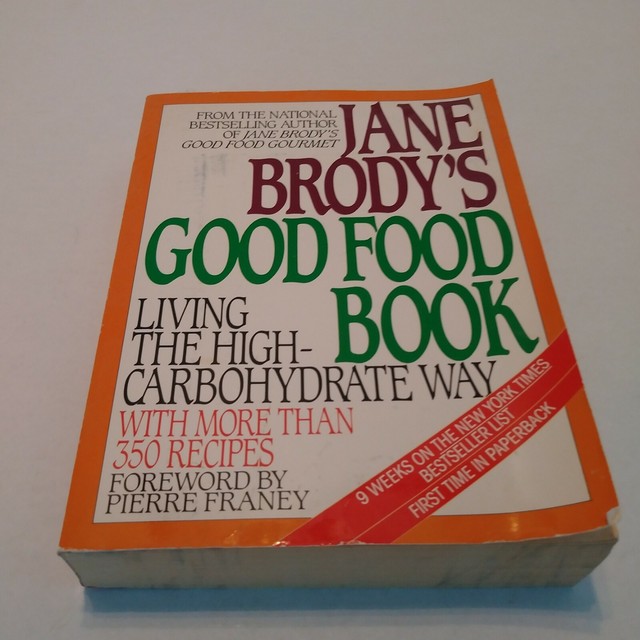 FROM THE NATIONAL
BESTSELLING AUTHOR
OF JANE BRODY'S
GOOD FOOD GOURMET
JANE
BRODY'S
GOOD FOOD
BOOK
LIVING
THE HIGH-
CARBOHYDRATE WAY
WITH MORE THAN
350 RECIPES
FOREWORD BY
PIERRE FRANEY
9 WEEKS ON THE NEW YORK TIMES
BESTSELLER LIST
FIRST TIME IN PAPERBACK